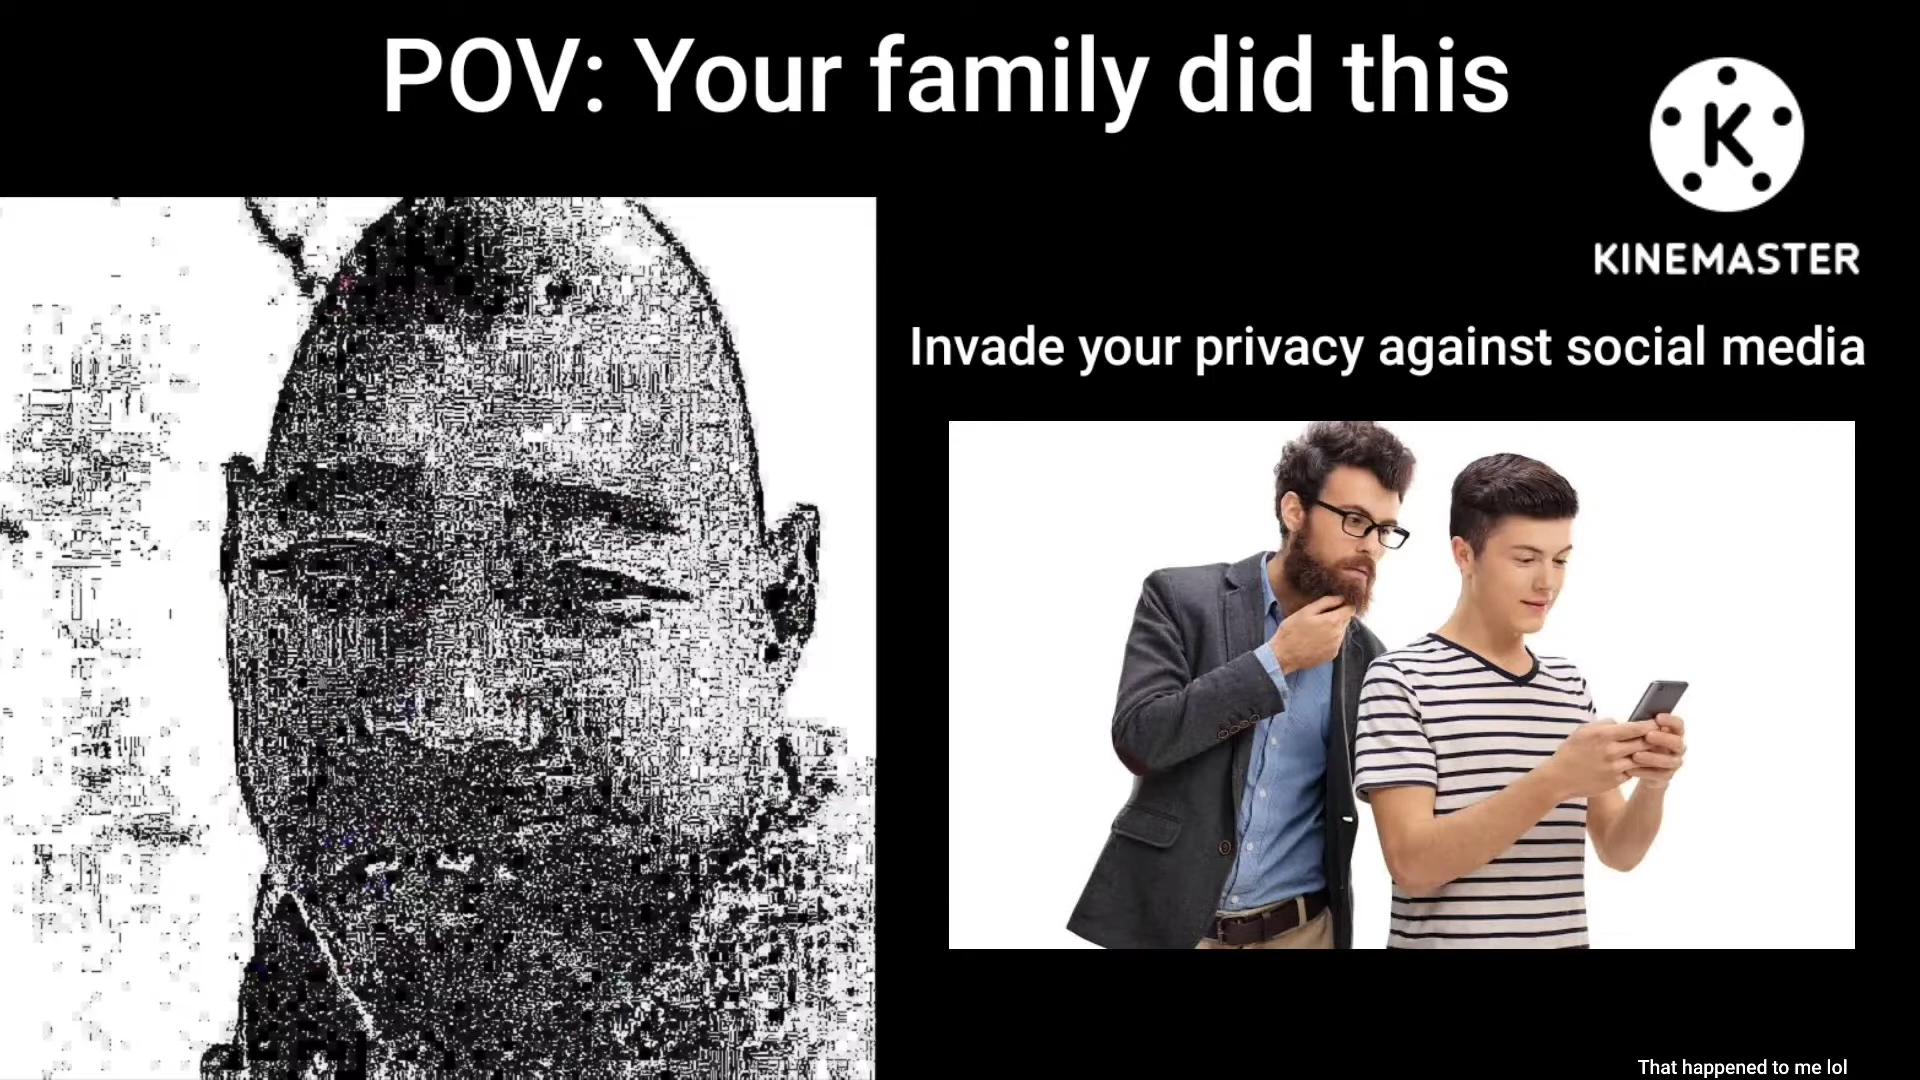 POV: Your family did this
K
KINEMASTER
Invade your privacy against social media
That happened to me lol